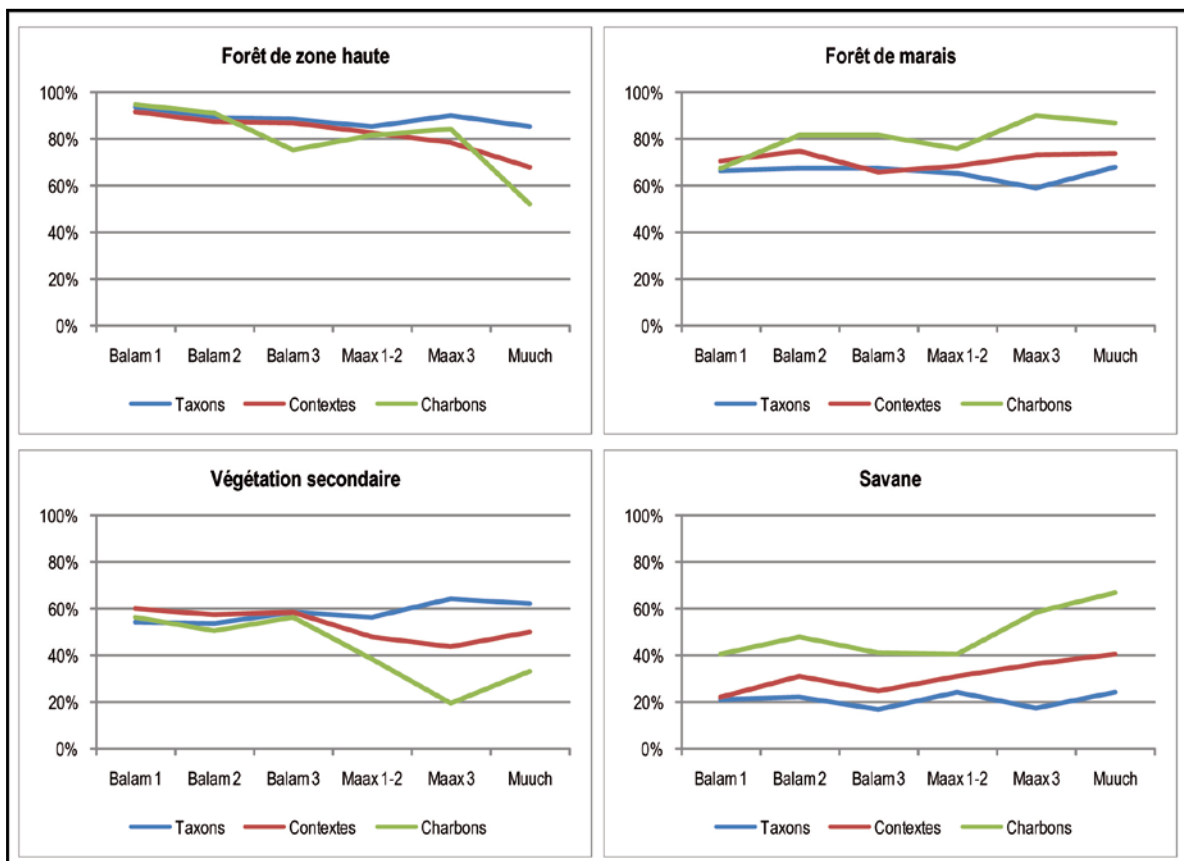 Forêt de zone haute
100%
80%
60%
40%
20%
0%
Balam 1 Balam 2 Balam 3 Maax 1-2 Maax 3 Muuch
Taxons Contextes Charbons
Forêt de marais
100%
80%
60%
40%
20%
0%
Balam 1 Balam 2 Balam 3 Maax 1-2 Maax 3 Muuch
Taxons Contextes Charbons
Végétation secondaire
100%
80%
60%
40%
20%
0%
Balam 1 Balam 2 Balam 3 Maax 1-2 Maax 3 Muuch
Taxons Contextes Charbons
Savane
100%
80%
60%
40%
20%
0%
Balam 1 Balam 2 Balam 3 Maax 1-2 Maax 3 Muuch
Taxons Contextes Charbons